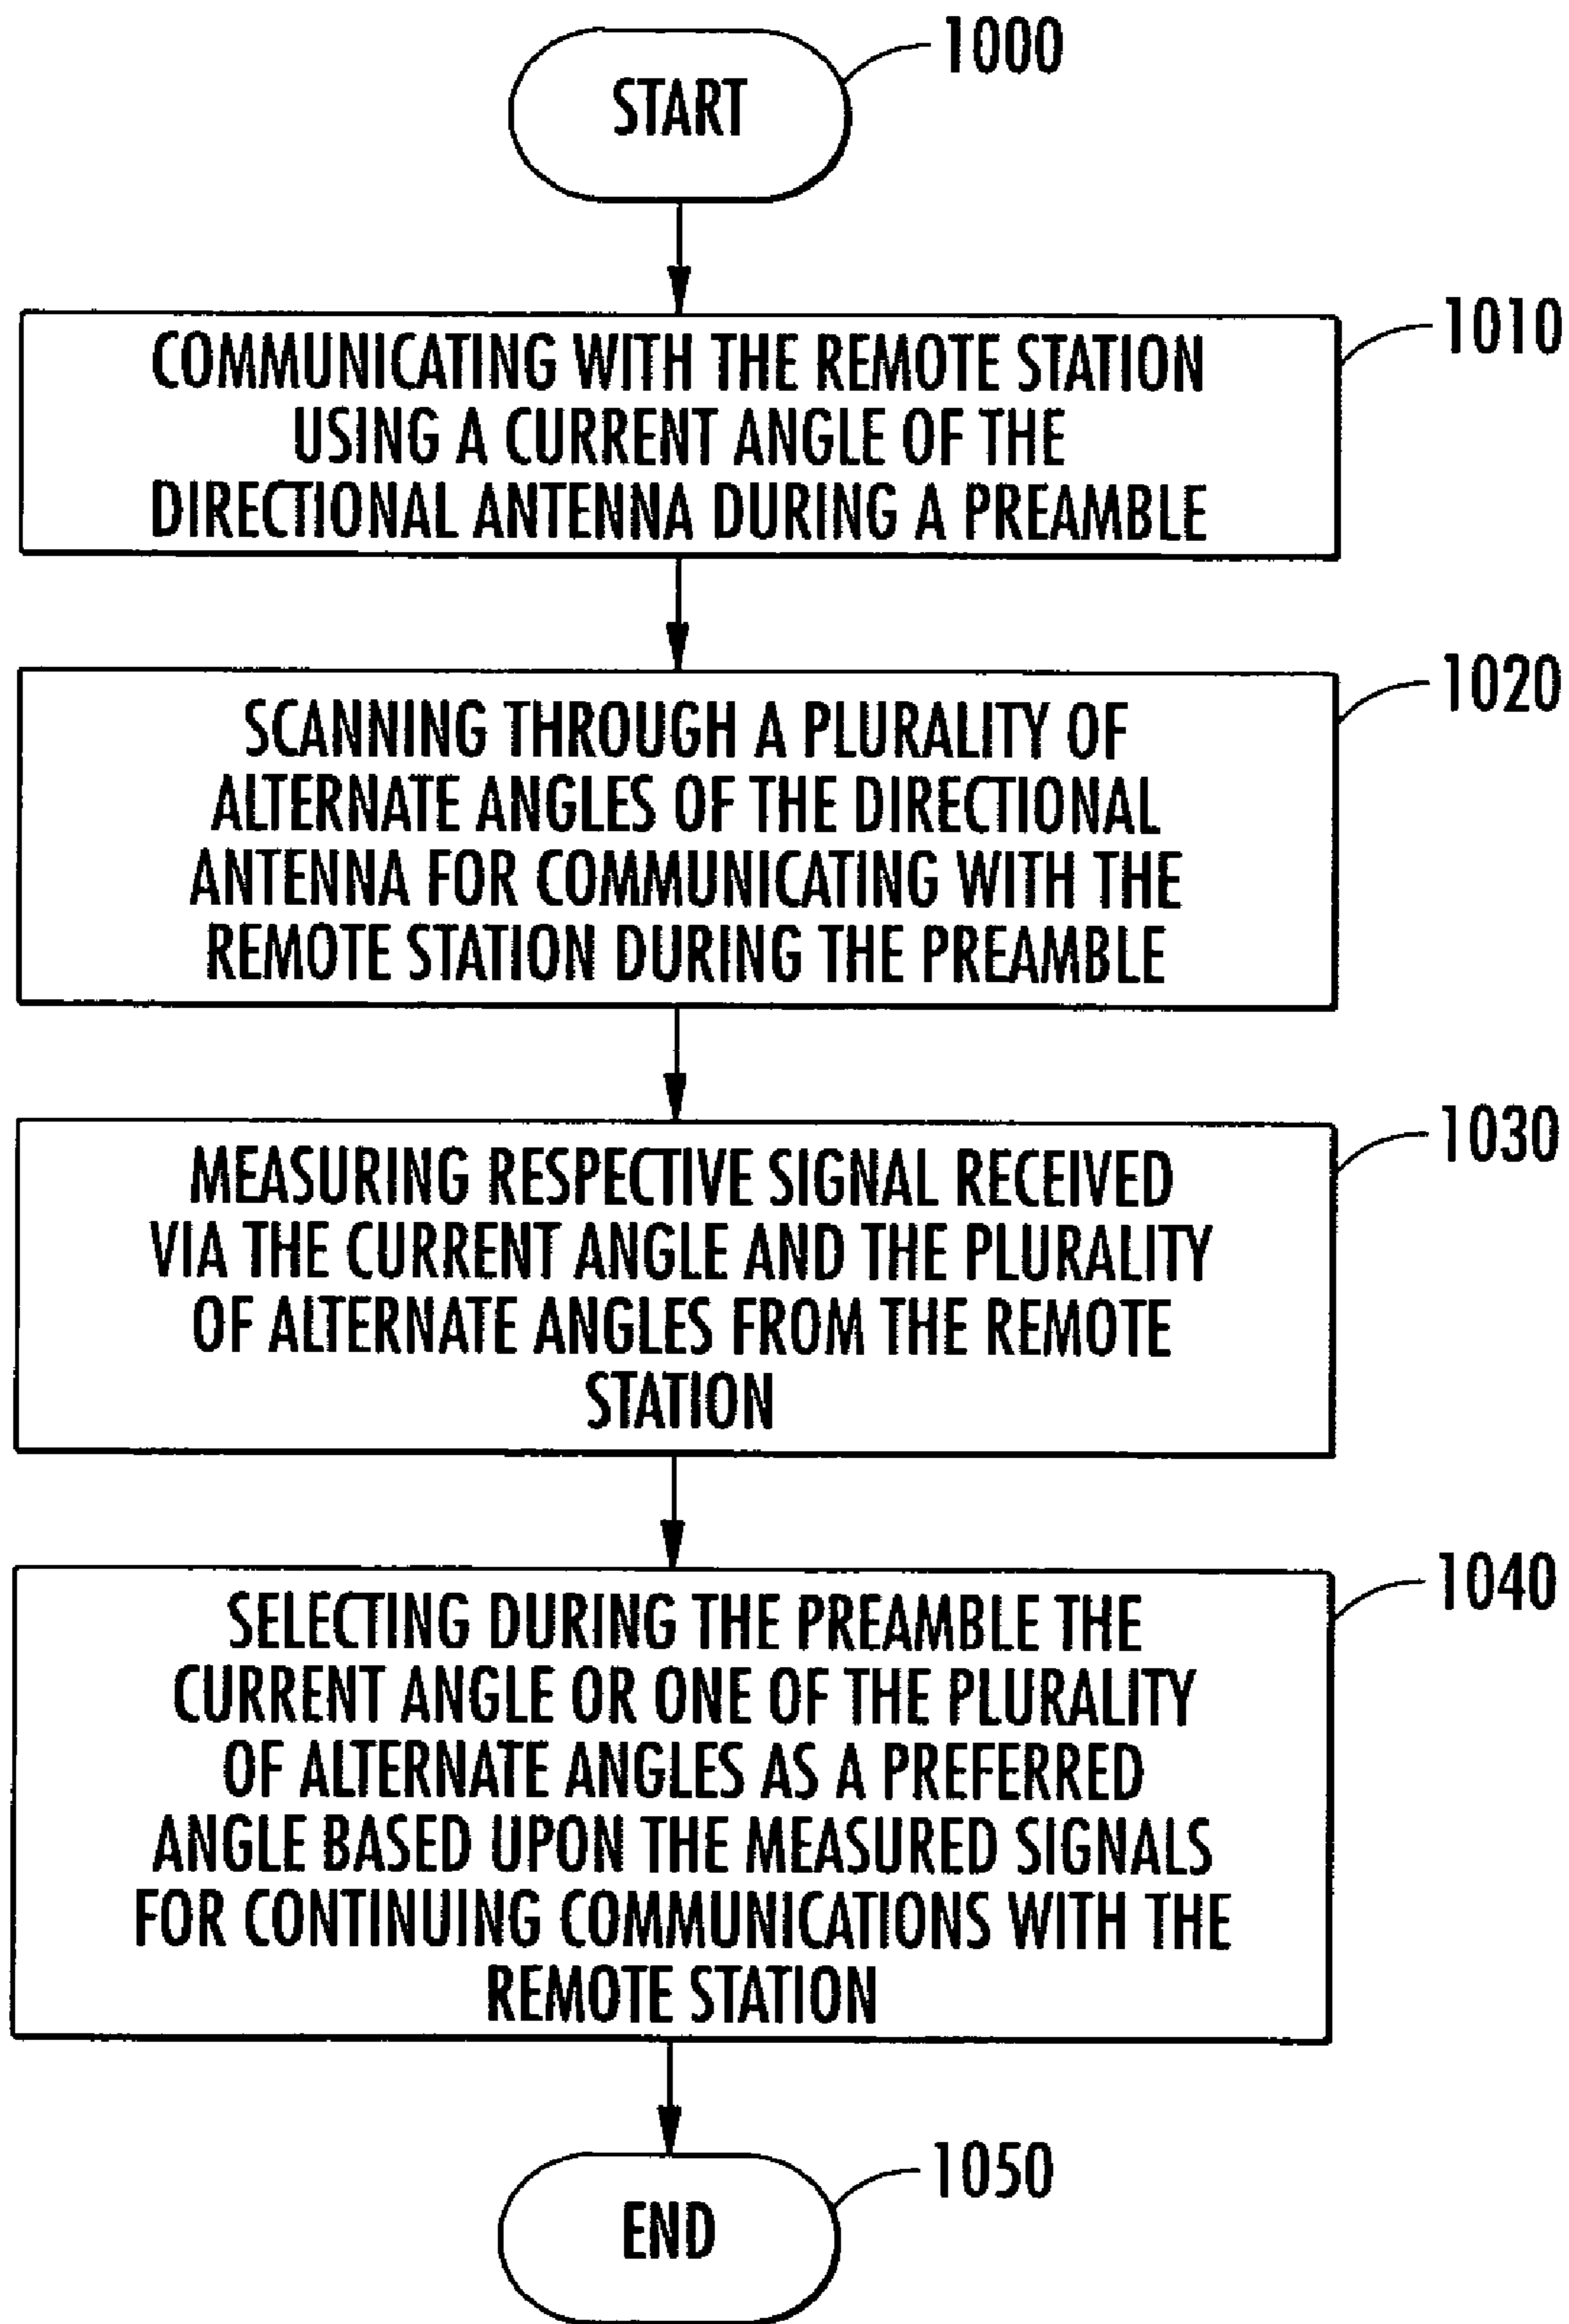 START
1000
COMMUNICATING WITH THE REMOTE STATION
USING A CURRENT ANGLE OF THE
DIRECTIONAL ANTENNA DURING A PREAMBLE
1010
SCANNING THROUGH A PLURALITY OF
ALTERNATE ANGLES OF THE DIRECTIONAL
ANTENNA FOR COMMUNICATING WITH THE
REMOTE STATION DURING THE PREAMBLE
1020
MEASURING RESPECTIVE SIGNAL RECEIVED
VIA THE CURRENT ANGLE AND THE PLURALITY
OF ALTERNATE ANGLES FROM THE REMOTE
STATION
1030
SELECTING DURING THE PREAMBLE THE
CURRENT ANGLE OR ONE OF THE PLURALITY
OF ALTERNATE ANGLES AS A PREFERRED
ANGLE BASED UPON THE MEASURED SIGNALS
FOR CONTINUING COMMUNICATIONS WITH THE
REMOTE STATION
1040
END
1050